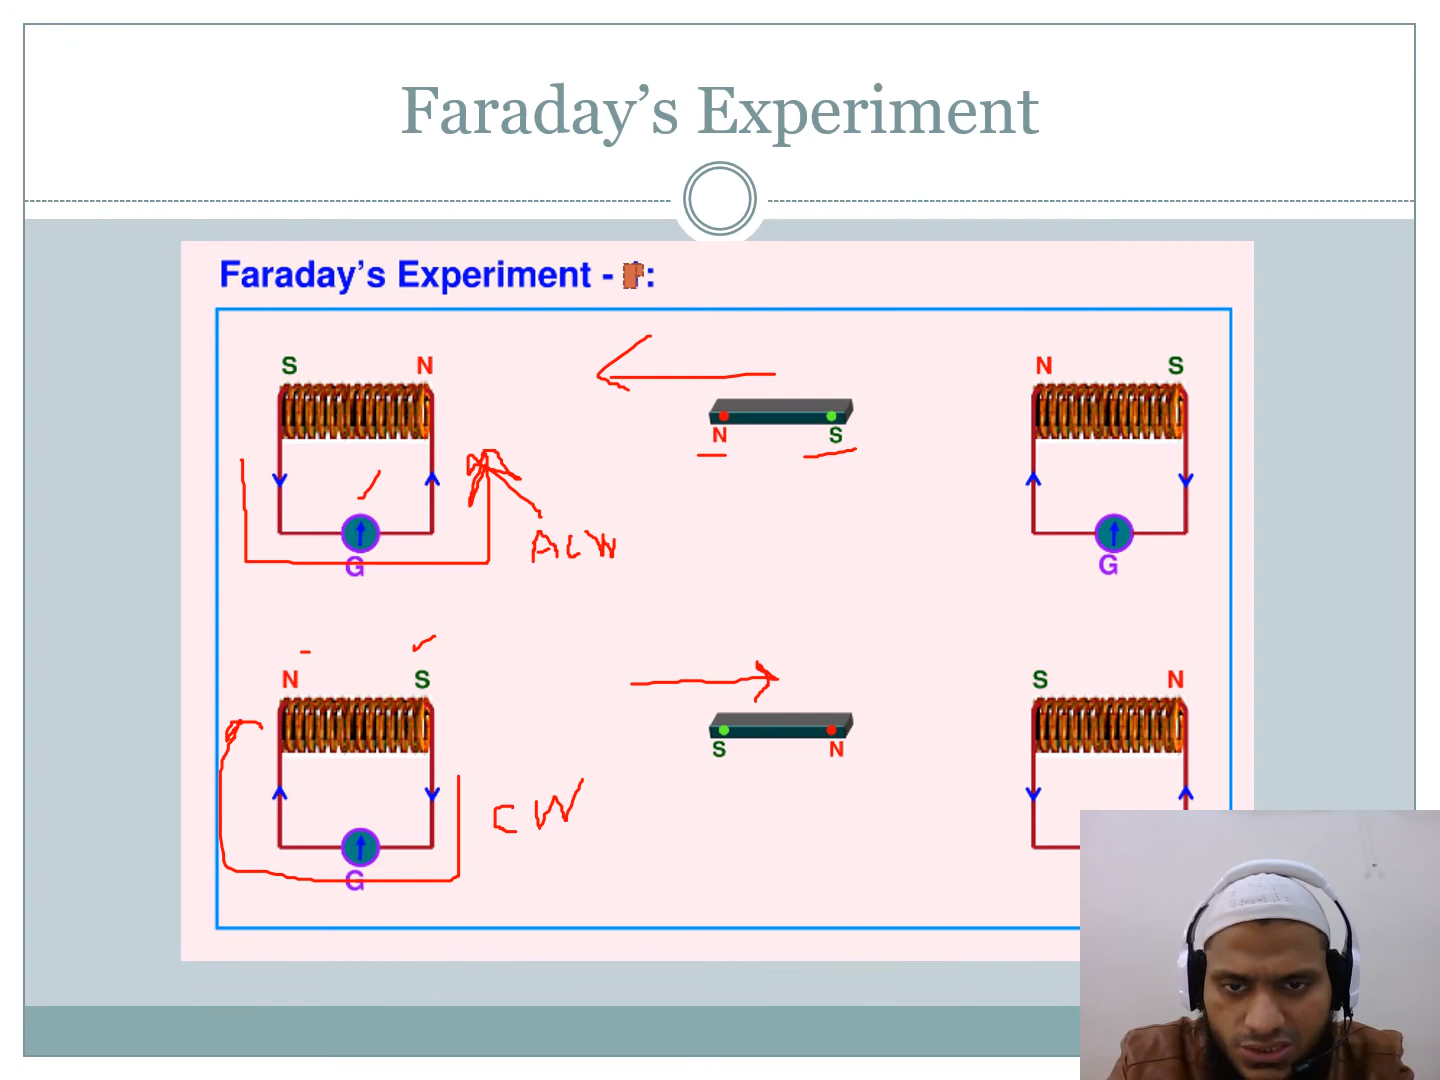 Faraday’s Experiment
Faraday’s Experiment - :
S N N S
N S
G G
ACW
N S S N
S N
CW
G